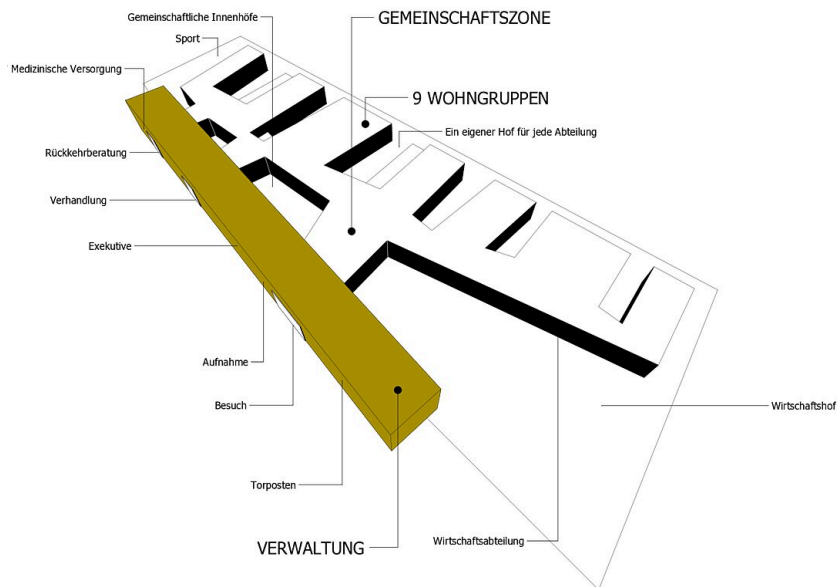 Gemeinschaftliche Innenhöfe
GEMEINSCHAFTSZONE
Sport
Medizinische Versorgung
9 WOHNGRUPPEN
Ein eigener Hof für jede Abteilung
Rückkehrberatung
Verhandlung
Exekutive
Aufnahme
Besuch
Wirtschaftshof
Torposten
Wirtschaftsabteilung
VERWALTUNG